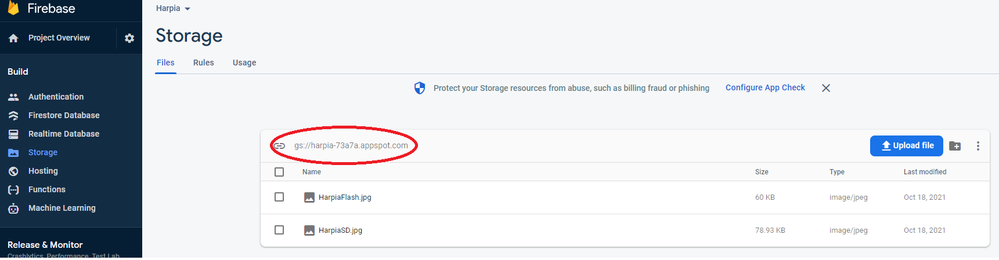 Firebase
Project Overview
Build
Authentication
Firestore Database
Realtime Database
Storage
Hosting
Functions
Machine Learning
Release & Monitor
Crashlytics, Performance, Test Lab
Harpia
Storage
Files Rules Usage
Protect your Storage resources from abuse, such as billing fraud or phishing Configure App Check
gs://harpia-73a7a.appspot.com Upload file
Name Size Type Last modified
HarpiaFlash.jpg 60 KB image/jpeg Oct 18, 2021
HarpiaSD.jpg 78.93 KB image/jpeg Oct 18, 2021